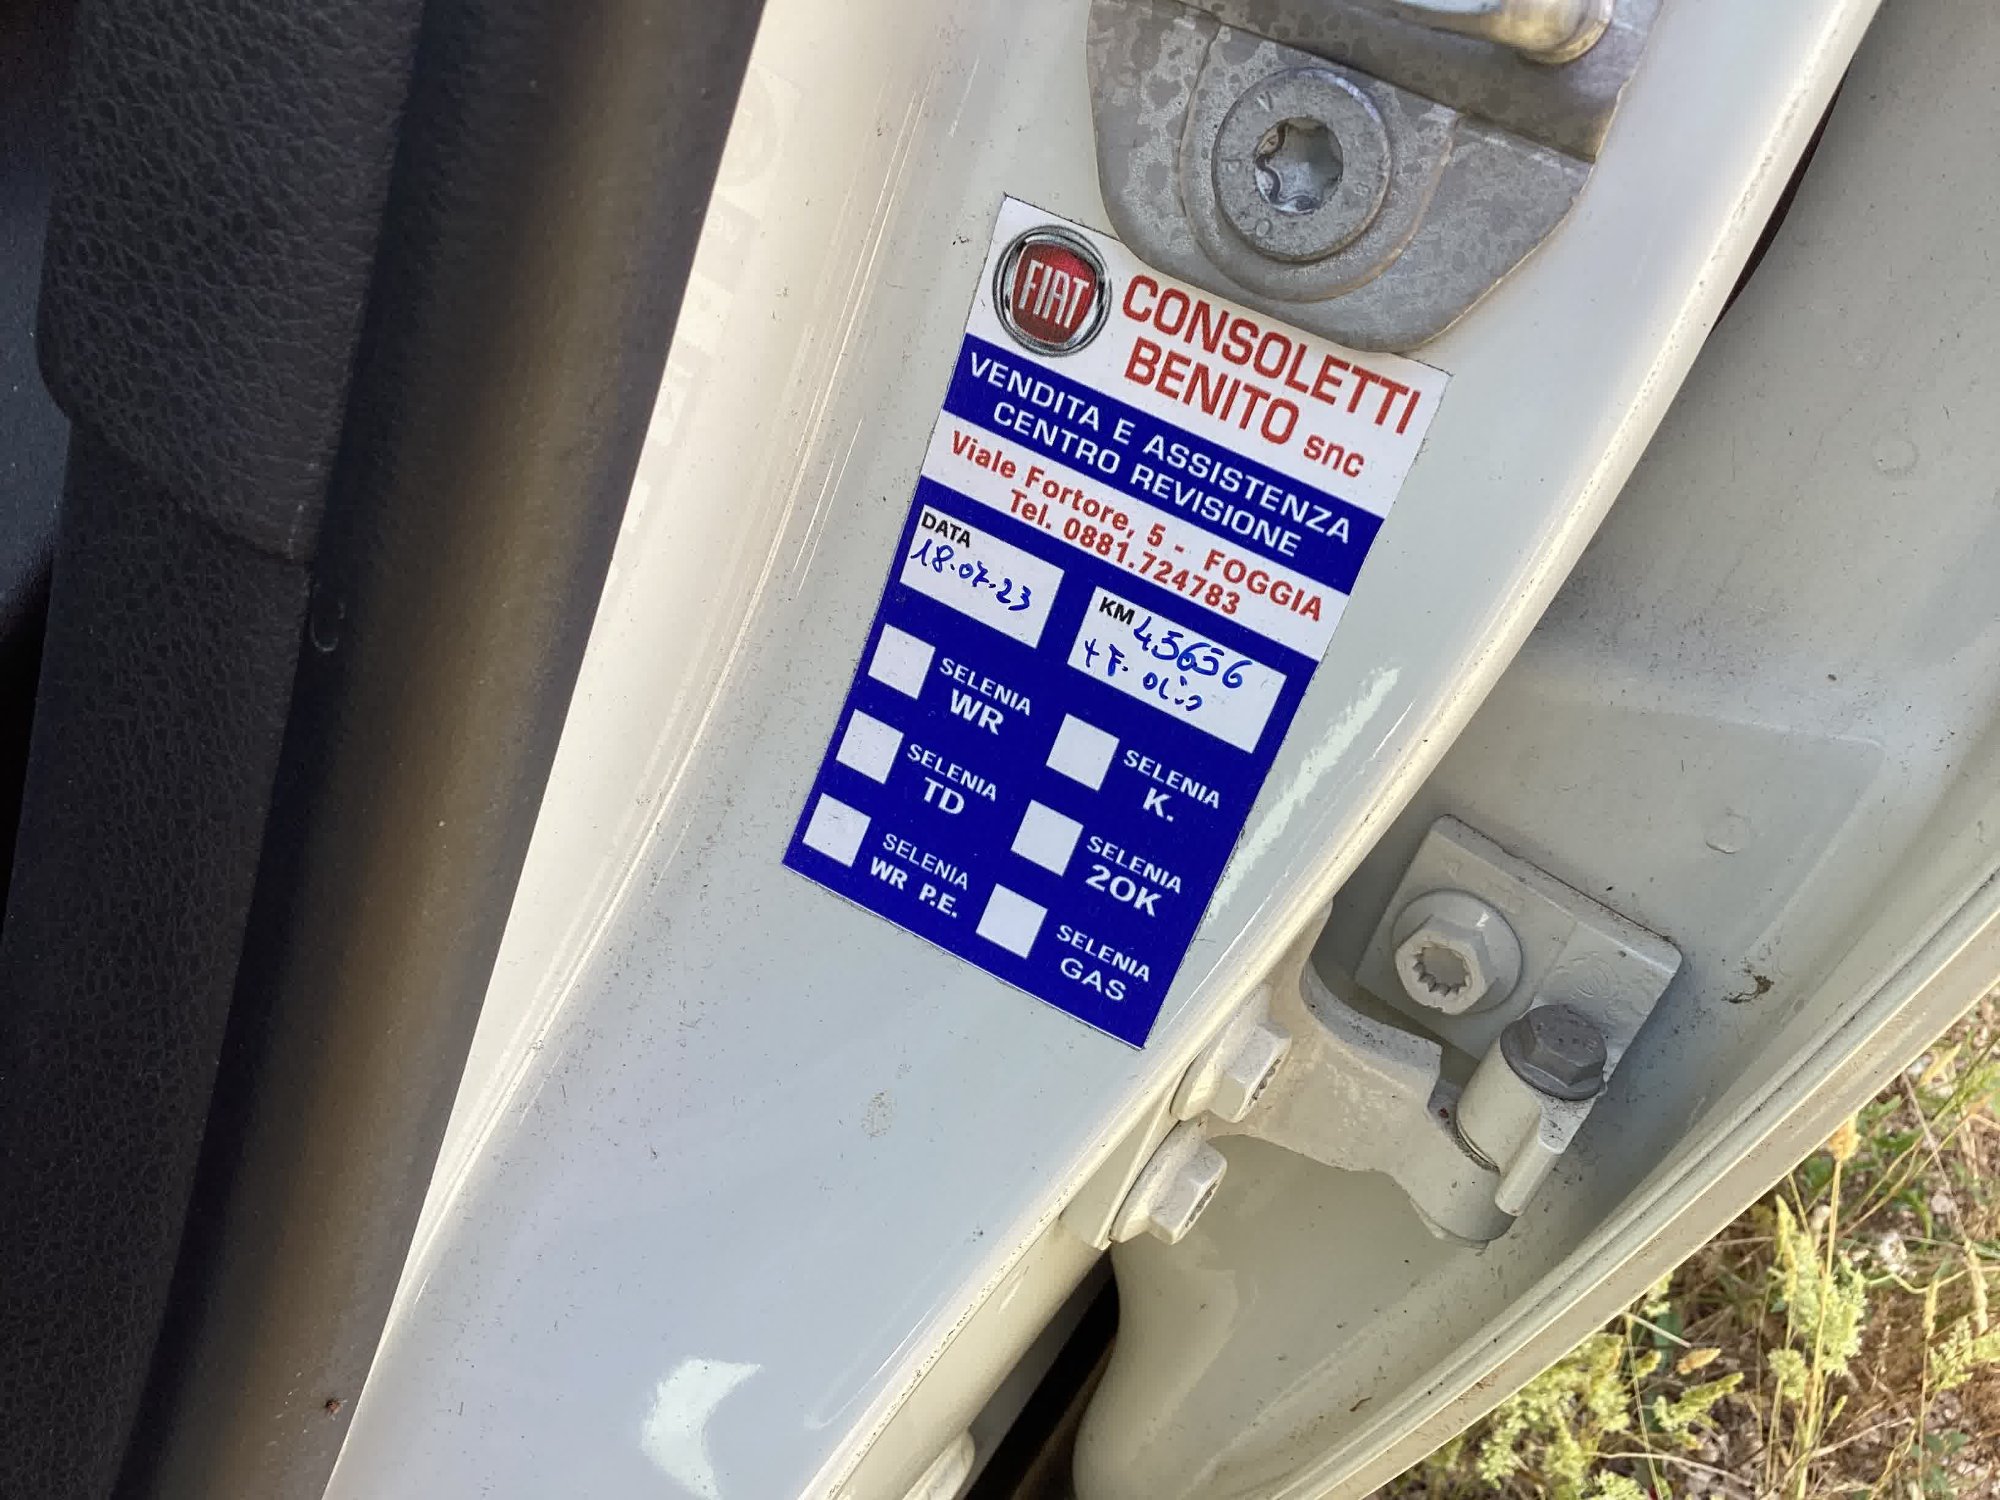 FIAT
CONSOLETTI
BENITO snc
VENDITA E ASSISTENZA
CENTRO REVISIONE
Viale Fortore, 5 - FOGGIA
Tel. 0881.724783
DATA
18.07.23
KM 45656
+ F. OLIO
SELENIA
WR
SELENIA
K.
SELENIA
TD
SELENIA
20K
SELENIA
WR P.E.
SELENIA
GAS